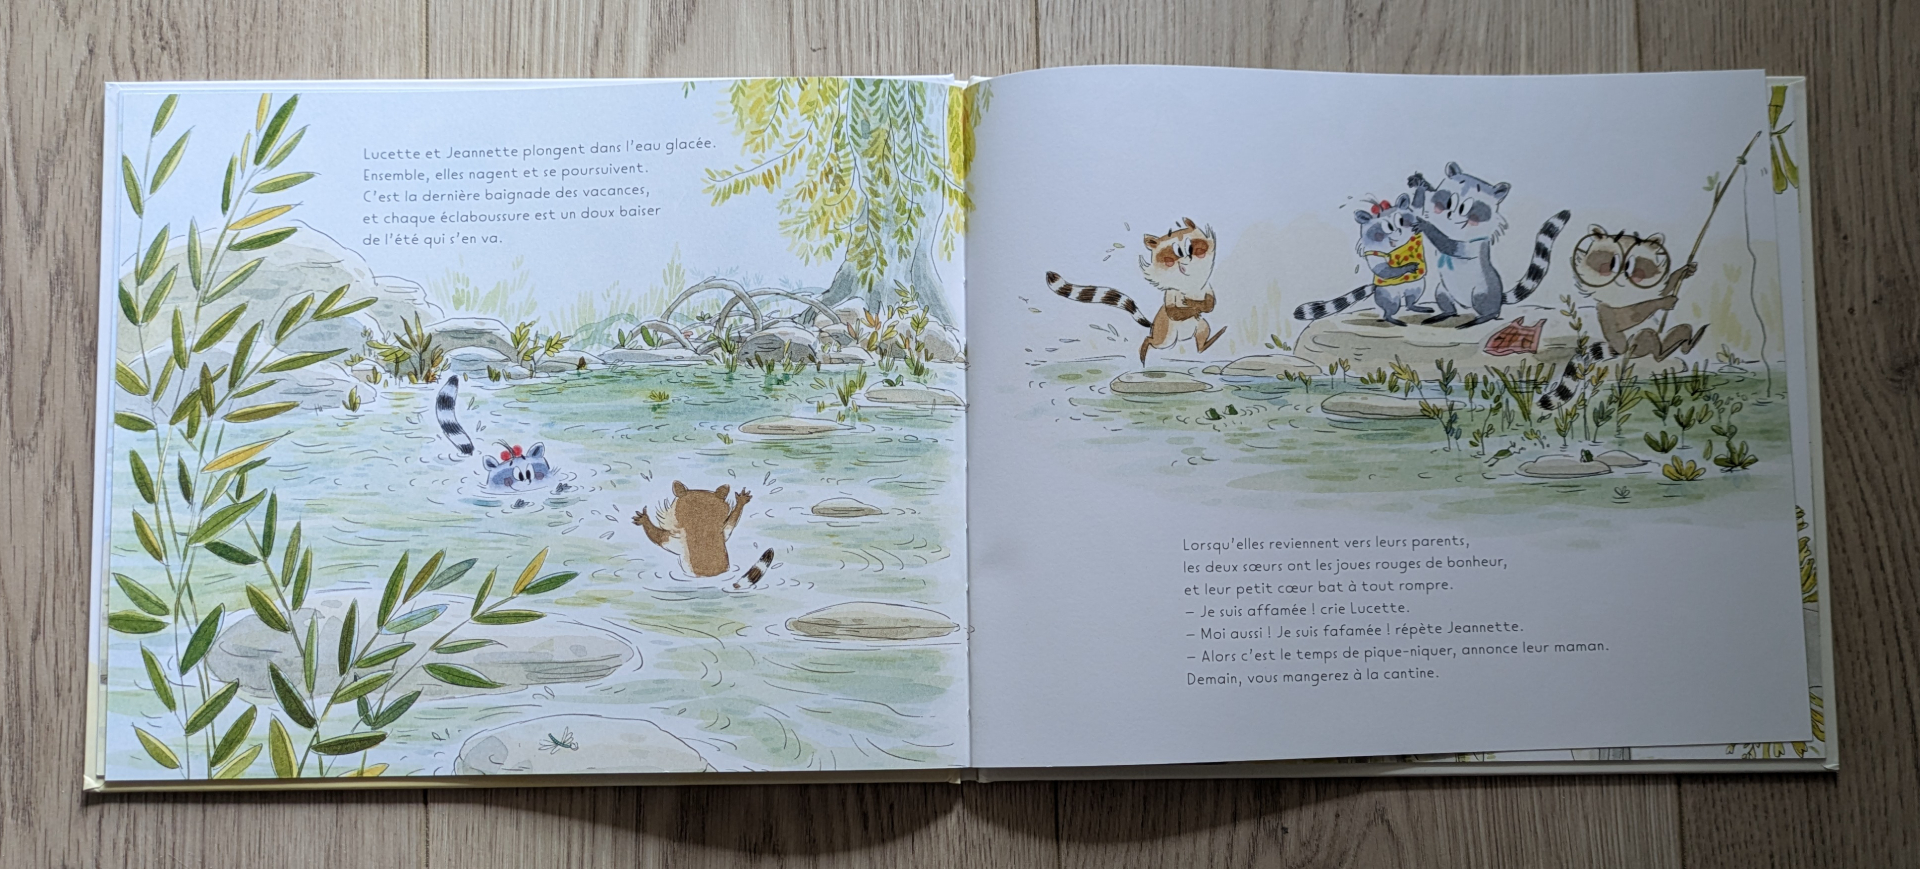 Lucette et Jeannette plongent dans l'eau glacée.
Ensemble, elles nagent et se poursuivent.
C'est la dernière baignade des vacances,
et chaque éclaboussure est un doux baiser
de l'été qui s'en va.
Lorsqu'elles reviennent vers leurs parents,
les deux sœurs ont les joues rouges de bonheur,
et leur petit cœur bat à tout rompre.
– Je suis affamée ! crie Lucette.
– Moi aussi ! Je suis fafamée ! répète Jeannette.
– Alors c'est le temps de pique-niquer, annonce leur maman.
Demain, vous mangerez à la cantine.